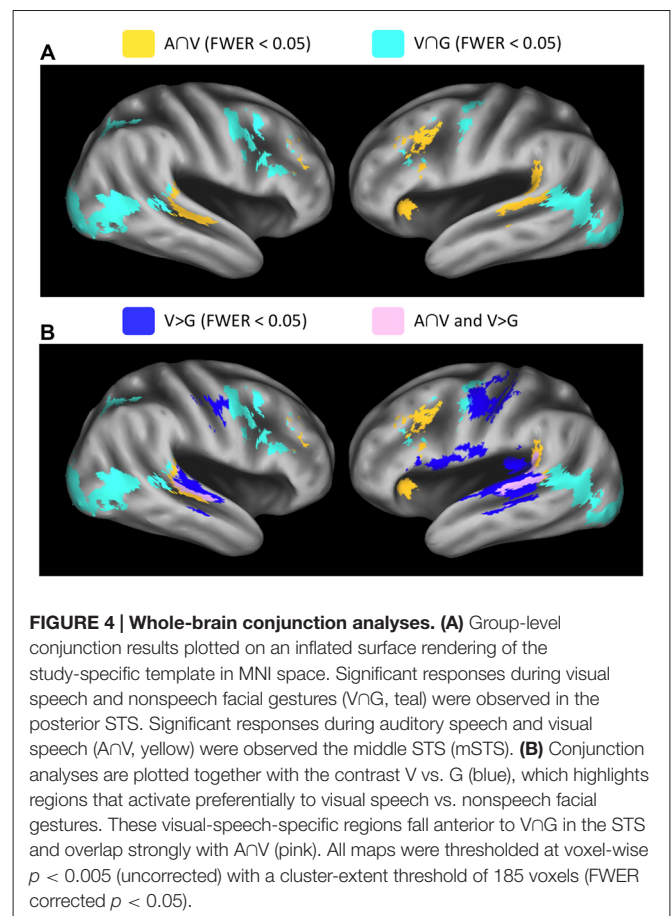 A∩V (FWER < 0.05) V∩G (FWER < 0.05)
A
V>G (FWER < 0.05) A∩V and V>G
B
FIGURE 4 | Whole-brain conjunction analyses. (A) Group-level
conjunction results plotted on an inflated surface rendering of the
study-specific template in MNI space. Significant responses during visual
speech and nonspeech facial gestures (V∩G, teal) were observed in the
posterior STS. Significant responses during auditory speech and visual
speech (A∩V, yellow) were observed the middle STS (mSTS). (B) Conjunction
analyses are plotted together with the contrast V vs. G (blue), which highlights
regions that activate preferentially to visual speech vs. nonspeech facial
gestures. These visual-speech-specific regions fall anterior to V∩G in the STS
and overlap strongly with A∩V (pink). All maps were thresholded at voxel-wise
p < 0.005 (uncorrected) with a cluster-extent threshold of 185 voxels (FWER
corrected p < 0.05).